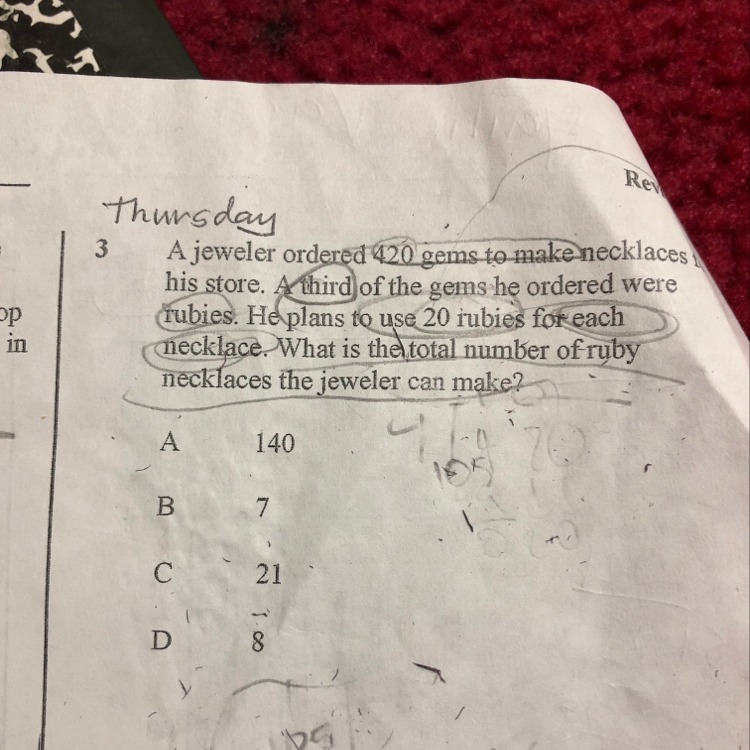 Rev
Thursday
3 A jeweler ordered 420 gems to make necklaces
his store. A third of the gems he ordered were
rubies. He plans to use 20 rubies for each
necklace. What is the total number of ruby
necklaces the jeweler can make?
A 140
B 7
C 21
D 8
op
in